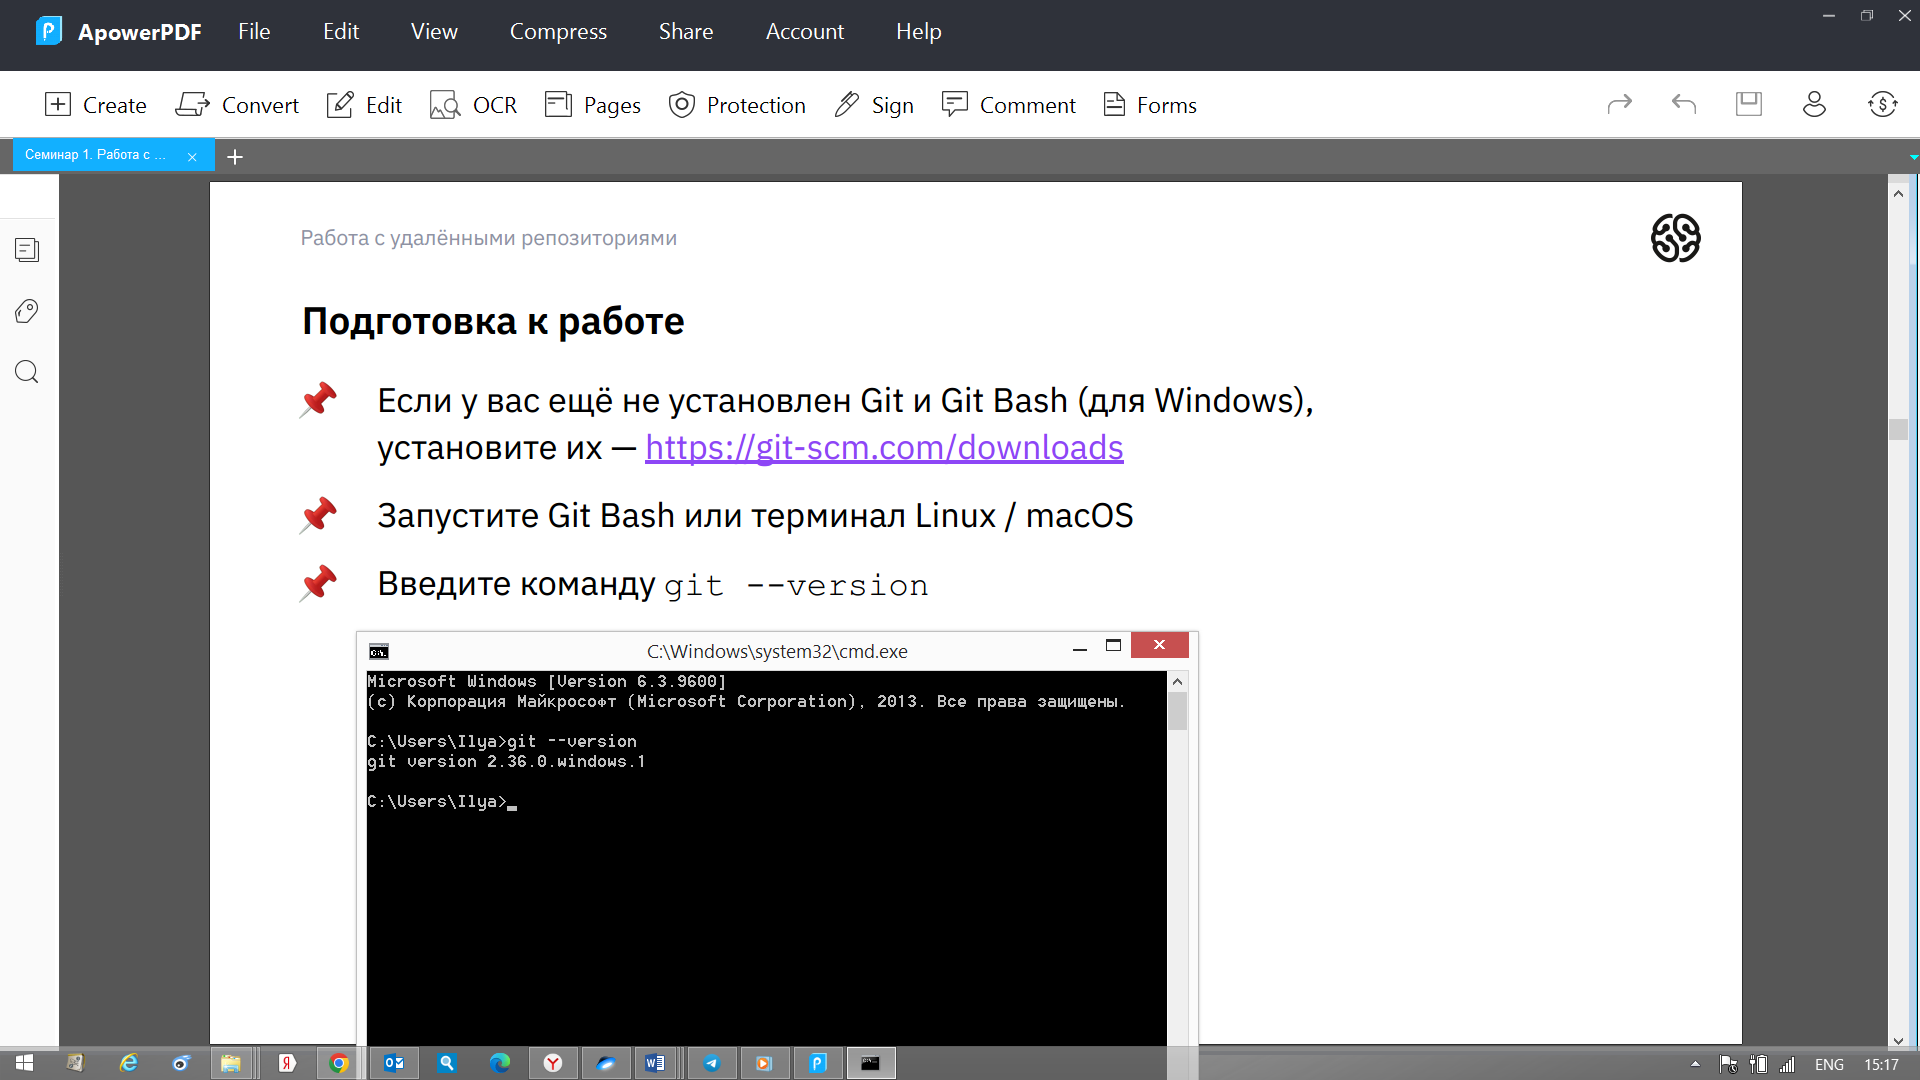 ApowerPDF File Edit View Compress Share Account Help
Create Convert Edit OCR Pages Protection Sign Comment Forms
Семинар 1. Работа с ...
Работа с удалёнными репозиториями
Подготовка к работе
Если у вас ещё не установлен Git и Git Bash (для Windows),
установите их — https://git-scm.com/downloads
Запустите Git Bash или терминал Linux / macOS
Введите команду git --version
C:\Windows\system32\cmd.exe
Microsoft Windows [Version 6.3.9600]
(c) Корпорация Майкрософт (Microsoft Corporation), 2013. Все права защищены.
C:\Users\Ilya>git --version
git version 2.36.0.windows.1
C:\Users\Ilya>_
ENG 15:17